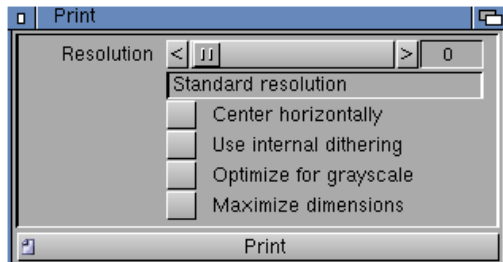 Print
Resolution < > 0
Standard resolution
Center horizontally
Use internal dithering
Optimize for grayscale
Maximize dimensions
Print